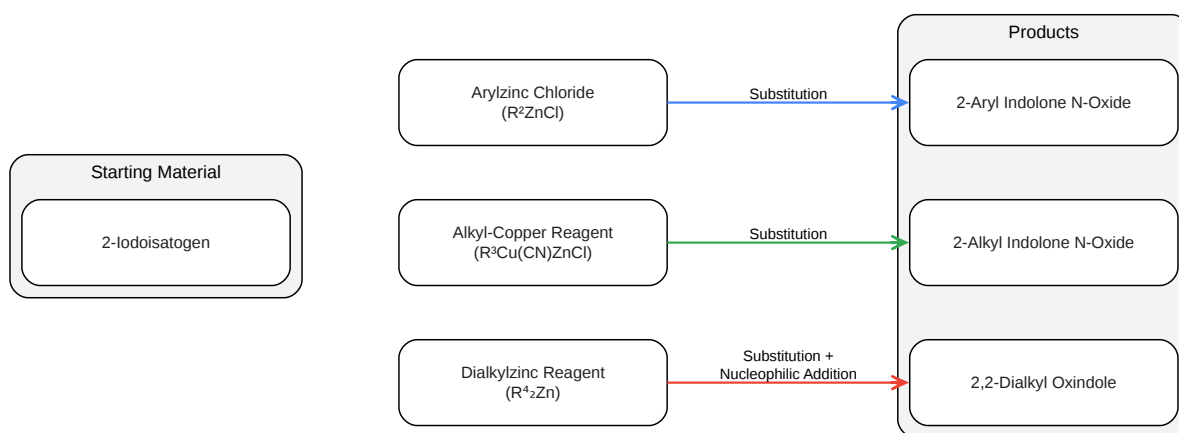 Products
Arylzinc Chloride
(R²ZnCl)
Substitution
2-Aryl Indolone N-Oxide
Starting Material
2-Iodoisatogen
Alkyl-Copper Reagent
(R³Cu(CN)ZnCl)
Substitution
2-Alkyl Indolone N-Oxide
Dialkylzinc Reagent
(R⁴₂Zn)
Substitution +
Nucleophilic Addition
2,2-Dialkyl Oxindole